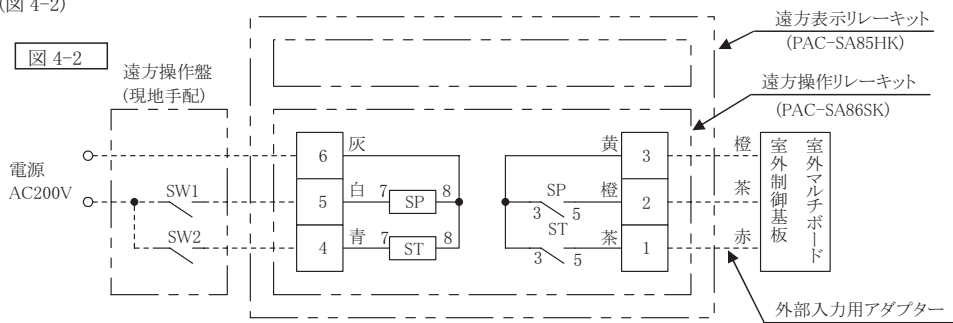 (図 4-2)
図 4-2
遠方操作盤
(現地手配)
遠方表示リレーキット
(PAC-SA85HK)
遠方操作リレーキット
(PAC-SA86SK)
電源
AC200V
SW1
SW2
6
灰
5
白
7
SP
8
4
青
7
ST
8
黄
3
橙
SP
橙
2
茶
3
5
ST
茶
1
赤
3
5
室外マルチボード
室外制御基板
外部入力用アダプター